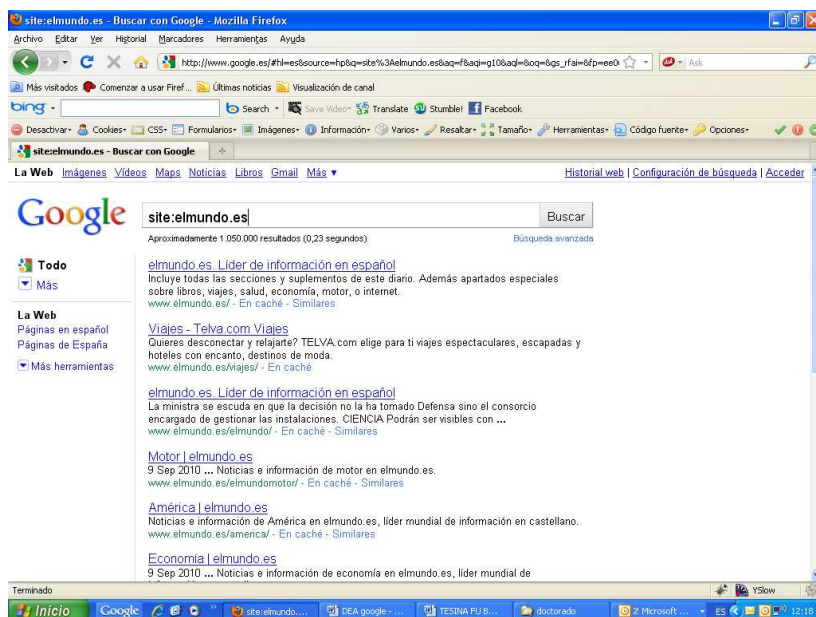 site:elmundo.es - Buscar con Google - Mozilla Firefox
Archivo Editar Ver Historial Marcadores Herramientas Ayuda
http://www.google.es/#hl=es&source=hp&q=site%3Aelmundo.es&aq=f&aqi=g10&aql=&oq=&gs_rfai=&fp=ee0 Ask
Más visitados Comenzar a usar Firef... Últimas noticias Visualización de canal
bing Search Save Video Translate Stumble! Facebook
Desactivar Cookies CSS Formularios Imágenes Información Varios Resaltar Tamaño Herramientas Código fuente Opciones
site:elmundo.es - Buscar con Google
La Web Imágenes Vídeos Maps Noticias Libros Gmail Más ▼ Historial web | Configuración de búsqueda | Acceder
Google site:elmundo.es Buscar
Aproximadamente 1.050.000 resultados (0,23 segundos) Búsqueda avanzada
Todo
Más
La Web
Páginas en español
Páginas de España
Más herramientas
elmundo.es. Líder de información en español
Incluye todas las secciones y suplementos de este diario. Además apartados especiales
sobre libros, viajes, salud, economía, motor, o internet.
www.elmundo.es/ - En caché - Similares
Viajes - Telva.com Viajes
Quieres desconectar y relajarte? TELVA.com elige para ti viajes espectaculares, escapadas y
hoteles con encanto, destinos de moda.
www.elmundo.es/viajes/ - En caché
elmundo.es. Líder de información en español
La ministra se escuda en que la decisión no la ha tomado Defensa sino el consorcio
encargado de gestionar las instalaciones. CIENCIA Podrán ser visibles con ...
www.elmundo.es/elmundo/ - En caché - Similares
Motor | elmundo.es
9 Sep 2010 ... Noticias e información de motor en elmundo.es.
www.elmundo.es/elmundomotor/ - En caché - Similares
América | elmundo.es
Noticias e información de América en elmundo.es, líder mundial de información en castellano.
www.elmundo.es/america/ - En caché - Similares
Economía | elmundo.es
9 Sep 2010 ... Noticias e información de economía en elmundo.es, líder mundial de
Terminado YSlow
Inicio Google » site:elmundo.... DEA google - ... TESINA FU B... doctorado 2 Microsoft ... ES 12:18